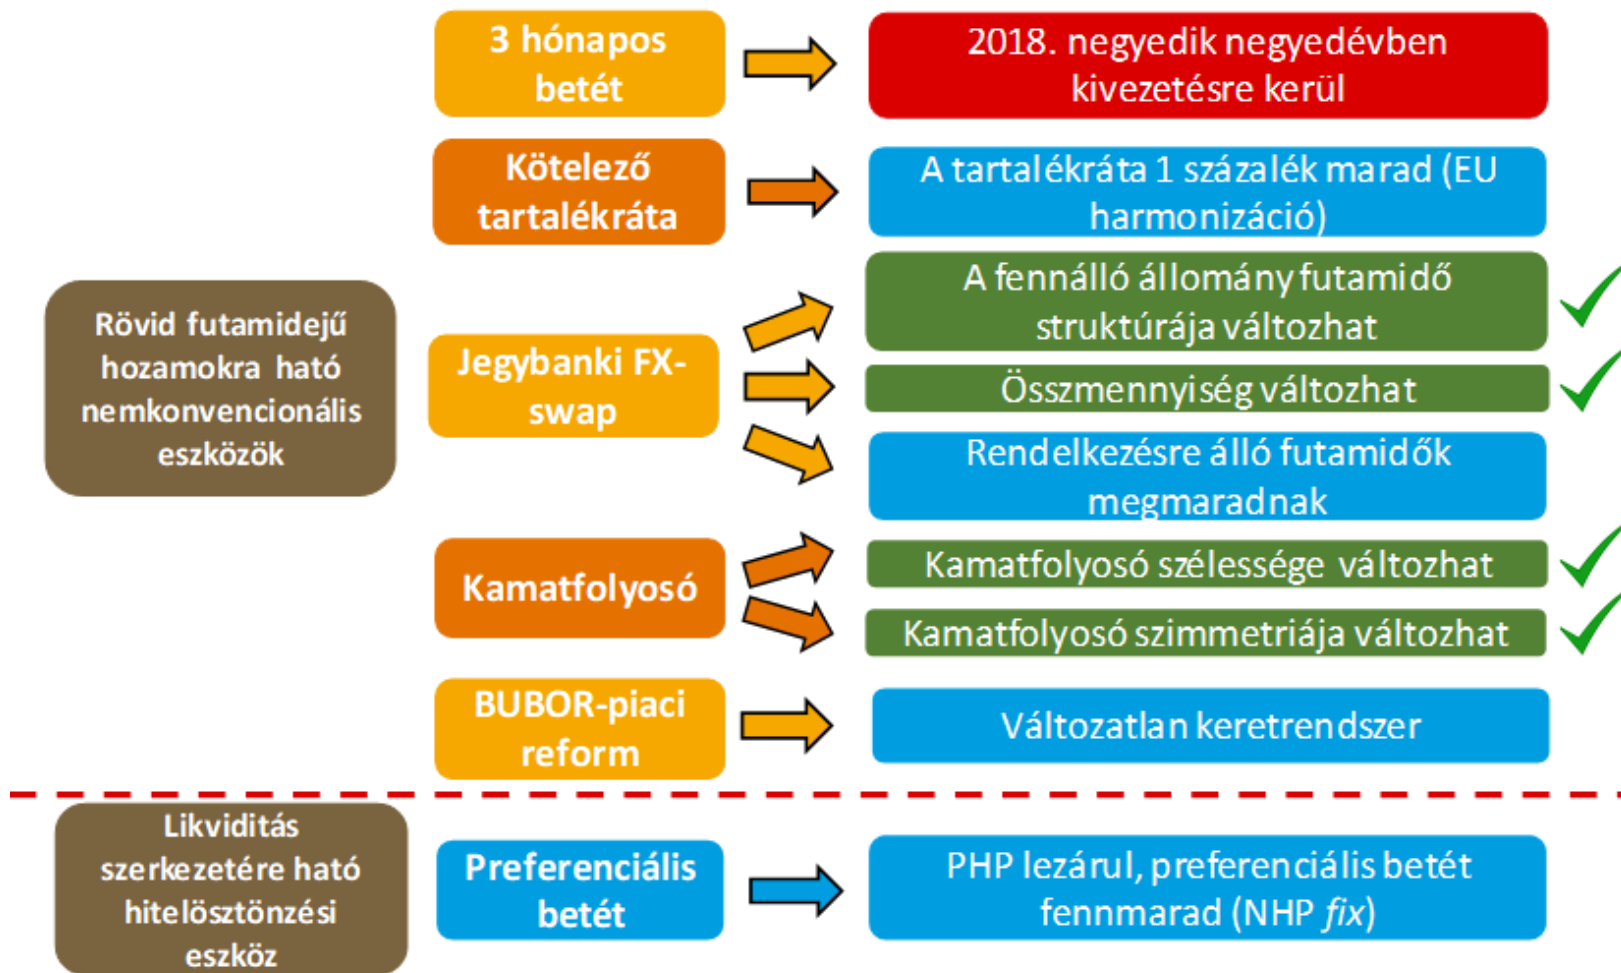 3 hónapos
betét
2018. negyedik negyedévben
kivezetésre kerül
Kötelező
tartalékráta
A tartalékráta 1 százalék marad (EU
harmonizáció)
Rövid futamidejű
hozamokra ható
nemkonvencionális
eszközök
Jegybanki FX-
swap
A fennálló állomány futamidő
struktúrája változhat
Összmennyiség változhat
Rendelkezésre álló futamidők
megmaradnak
Kamatfolyosó
Kamatfolyosó szélessége változhat
Kamatfolyosó szimmetriája változhat
BUBOR-piaci
reform
Változatlan keretrendszer
Likviditás
szerkezetére ható
hitelösztönzési
eszköz
Preferenciális
betét
PHP lezárul, preferenciális betét
fennmarad (NHP fix)